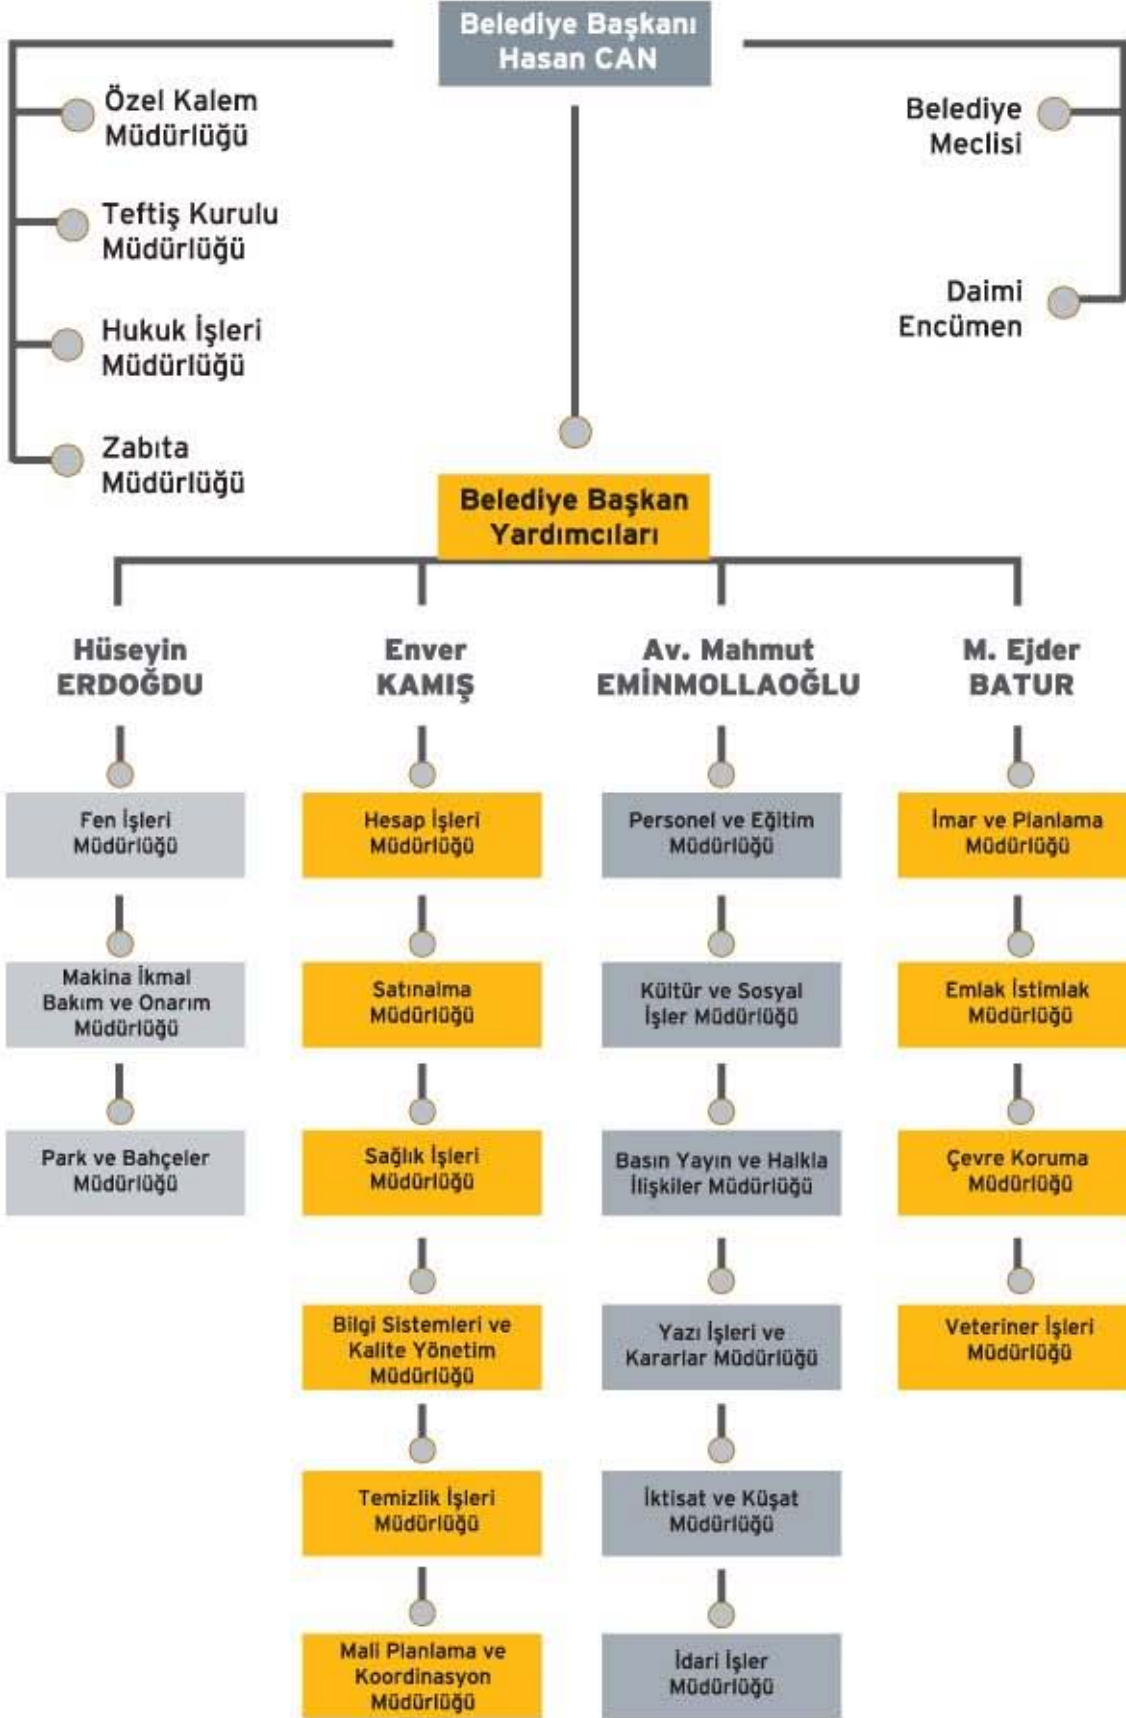 Belediye Başkanı
Hasan CAN
Özel Kalem
Müdürlüğü
Teftiş Kurulu
Müdürlüğü
Hukuk İşleri
Müdürlüğü
Zabıta
Müdürlüğü
Belediye
Meclisi
Daimi
Encümen
Belediye Başkan
Yardımcıları
Hüseyin
ERDOĞDU
Fen İşleri
Müdürlüğü
Makina İkmal
Bakım ve Onarım
Müdürlüğü
Park ve Bahçeler
Müdürlüğü
Enver
KAMIŞ
Hesap İşleri
Müdürlüğü
Satınalma
Müdürlüğü
Sağlık İşleri
Müdürlüğü
Bilgi Sistemleri ve
Kalite Yönetim
Müdürlüğü
Temizlik İşleri
Müdürlüğü
Mali Planlama ve
Koordinasyon
Müdürlüğü
Av. Mahmut
EMİNMOLLAOĞLU
Personel ve Eğitim
Müdürlüğü
Kültür ve Sosyal
İşler Müdürlüğü
Basın Yayın ve Halkla
İlişkiler Müdürlüğü
Yazı İşleri ve
Kararlar Müdürlüğü
İktisat ve Küşat
Müdürlüğü
İdari İşler
Müdürlüğü
M. Ejder
BATUR
İmar ve Planlama
Müdürlüğü
Emlak İstimlak
Müdürlüğü
Çevre Koruma
Müdürlüğü
Veteriner İşleri
Müdürlüğü